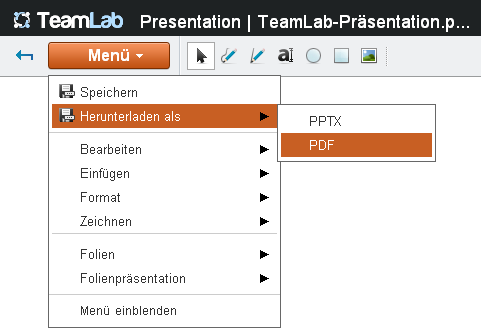 TeamLab Presentation | TeamLab-Präsentation.p...
Menü
Speichern
Herunterladen als
PPTX
PDF
Bearbeiten
Einfügen
Format
Zeichnen
Folien
Folienpräsentation
Menü einblenden